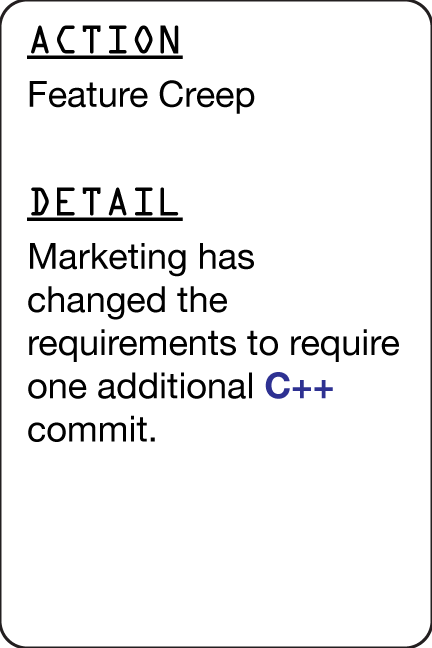 ACTION
Feature Creep
DETAIL
Marketing has
changed the
requirements to require
one additional C++
commit.